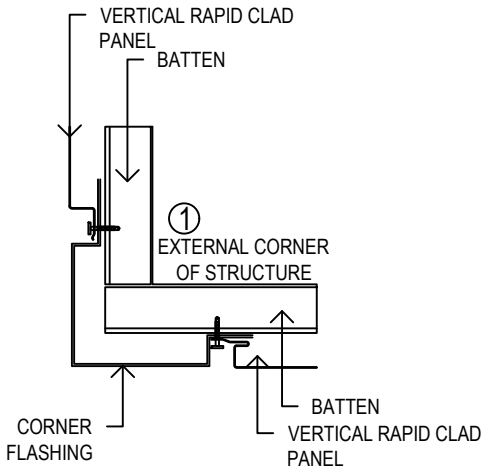 VERTICAL RAPID CLAD
PANEL
BATTEN
1
EXTERNAL CORNER
OF STRUCTURE
BATTEN
CORNER
FLASHING
VERTICAL RAPID CLAD
PANEL